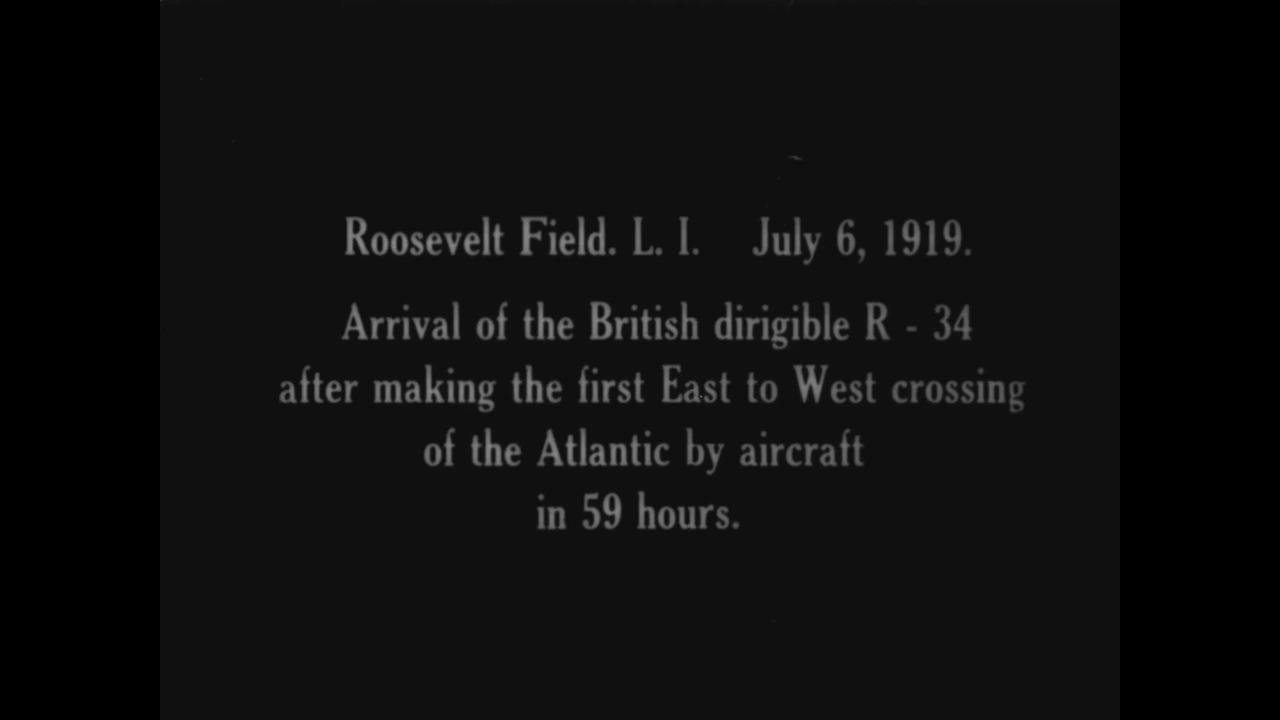 Roosevelt Field. L. I. July 6, 1919.
Arrival of the British dirigible R - 34
after making the first East to West crossing
of the Atlantic by aircraft
in 59 hours.